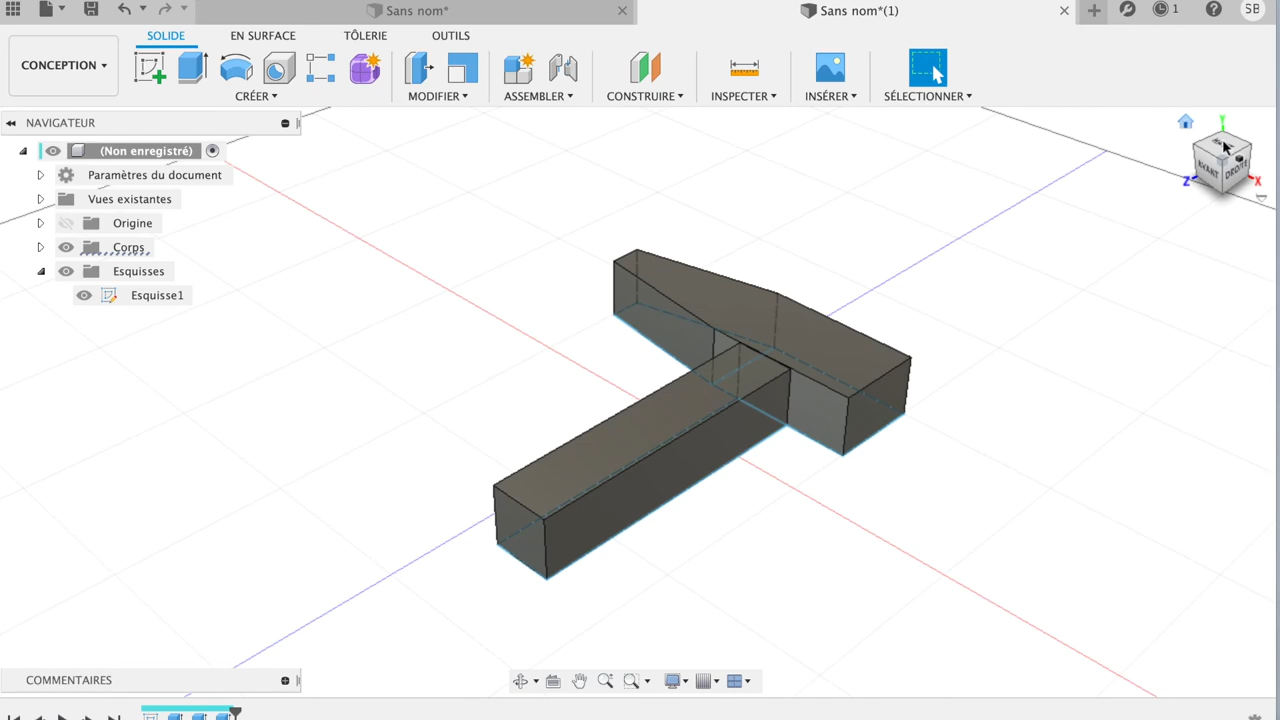 Sans nom*
Sans nom*(1)
1
SB
CONCEPTION
SOLIDE
EN SURFACE
TÔLERIE
OUTILS
CRÉER
MODIFIER
ASSEMBLER
CONSTRUIRE
INSPECTER
INSÉRER
SÉLECTIONNER
NAVIGATEUR
(Non enregistré)
Paramètres du document
Vues existantes
Origine
Corps
Esquisses
Esquisse1
Y
AVANT
DROITE
Z
X
COMMENTAIRES